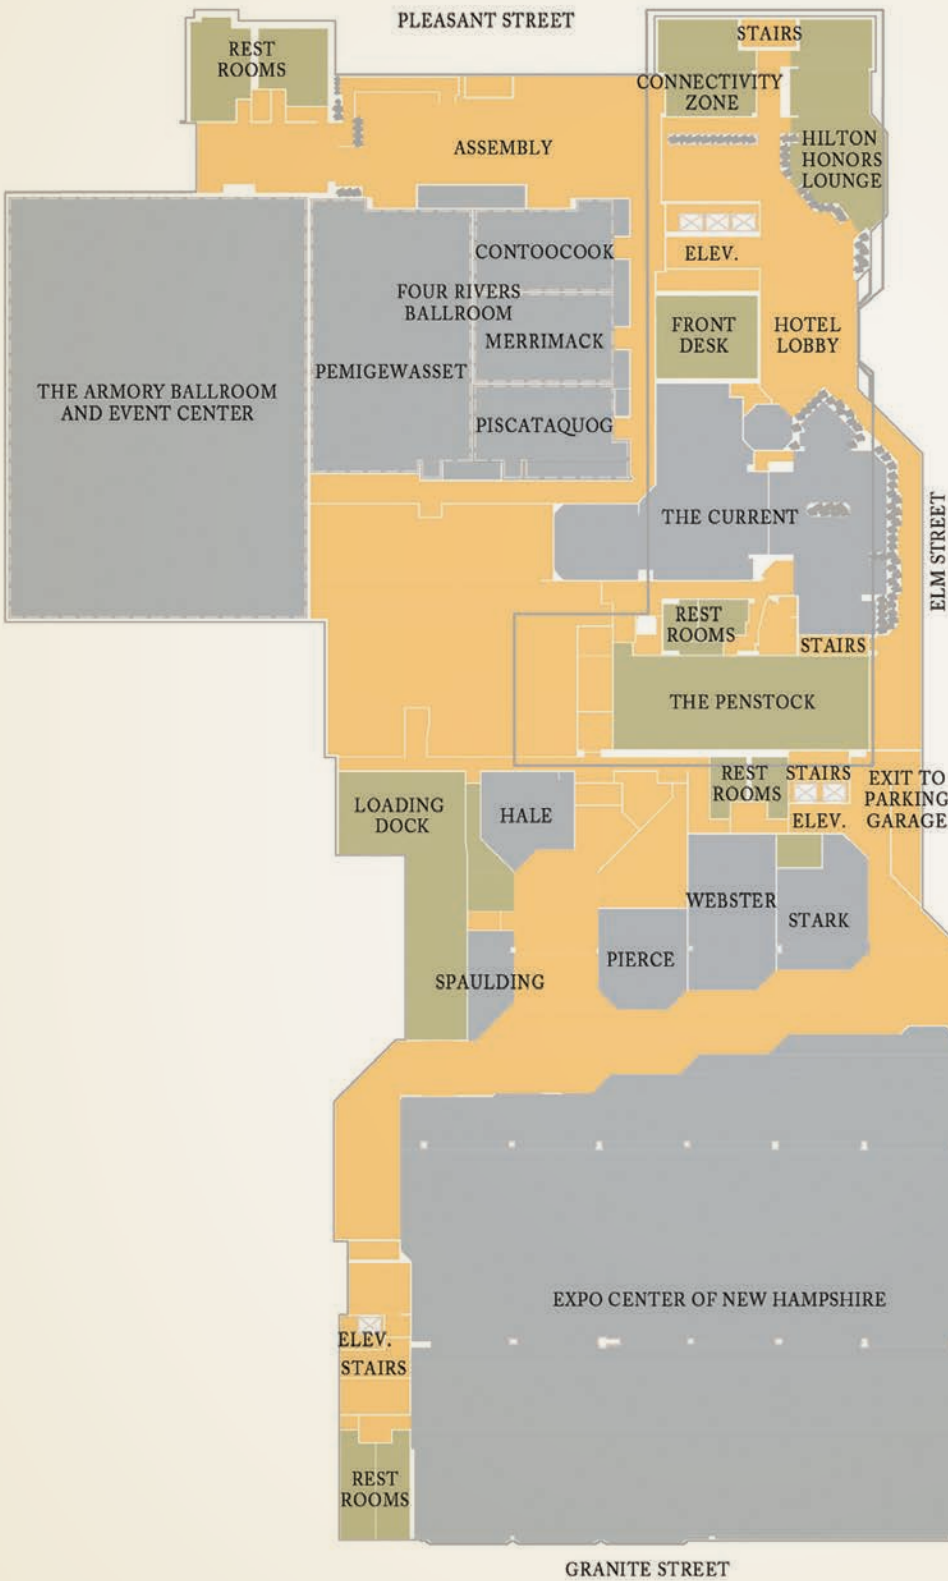 PLEASANT STREET
STAIRS
REST
ROOMS
CONNECTIVITY
ZONE
ASSEMBLY
HILTON
HONORS
LOUNGE
CONTOOCOOK
ELEV.
FOUR RIVERS
BALLROOM
FRONT
DESK
HOTEL
LOBBY
MERRIMACK
PEMIGEWASSET
THE ARMORY BALLROOM
AND EVENT CENTER
PISCATAQUOG
THE CURRENT
ELM STREET
REST
ROOMS
STAIRS
THE PENSTOCK
REST
ROOMS
STAIRS
ELEV.
EXIT TO
PARKING
GARAGE
LOADING
DOCK
HALE
WEBSTER
STARK
PIERCE
SPAULDING
EXPO CENTER OF NEW HAMPSHIRE
ELEV.
STAIRS
REST
ROOMS
GRANITE STREET